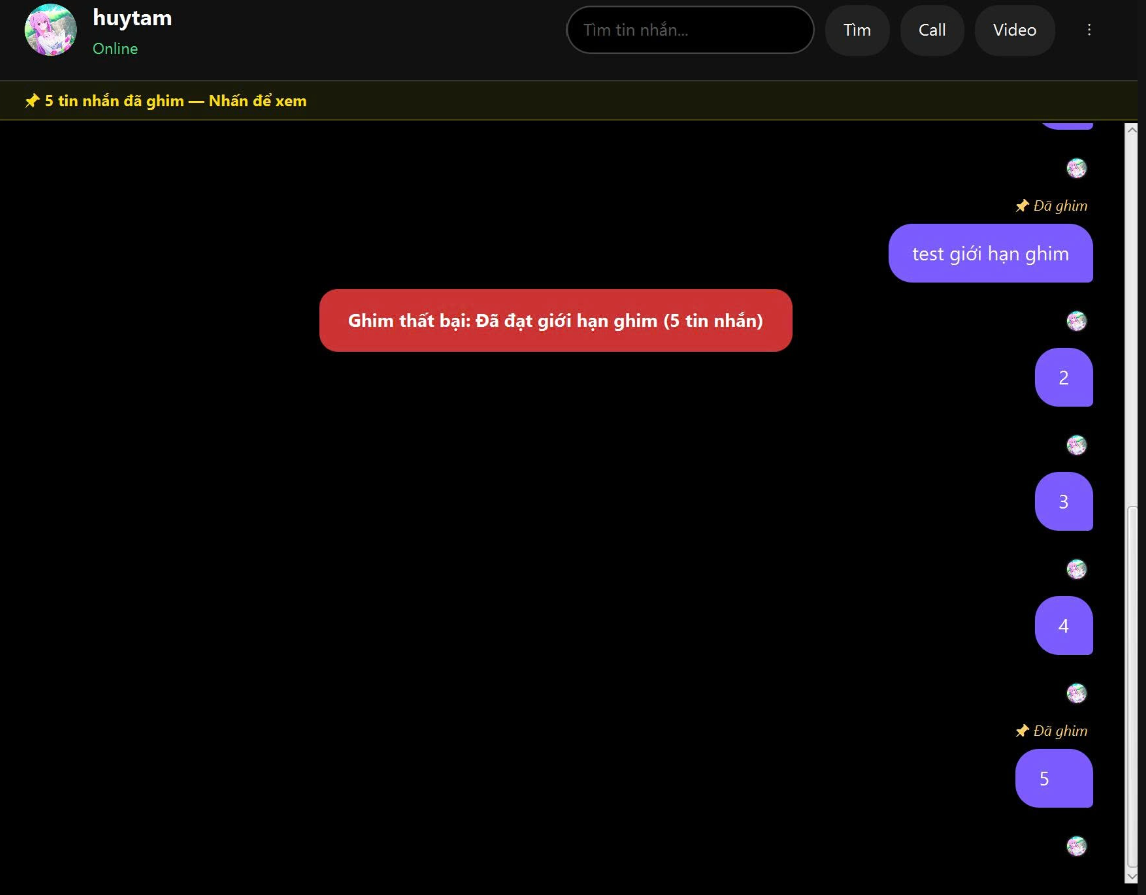 huytam
Online
Tìm tin nhắn...
Tìm
Call
Video
📌 5 tin nhắn đã ghim — Nhấn để xem
📌 Đã ghim
test giới hạn ghim
Ghim thất bại: Đã đạt giới hạn ghim (5 tin nhắn)
2
3
4
📌 Đã ghim
5